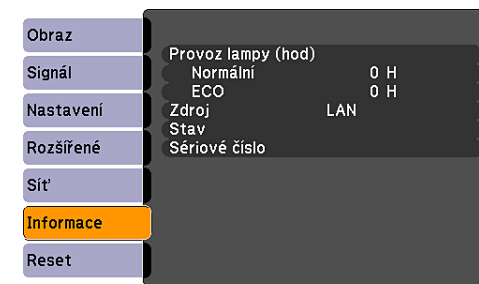 Obraz
Signál
Nastavení
Rozšířené
Síť
Informace
Reset
Provoz lampy (hod)
Normální 0 H
ECO 0 H
Zdroj LAN
Stav
Sériové číslo